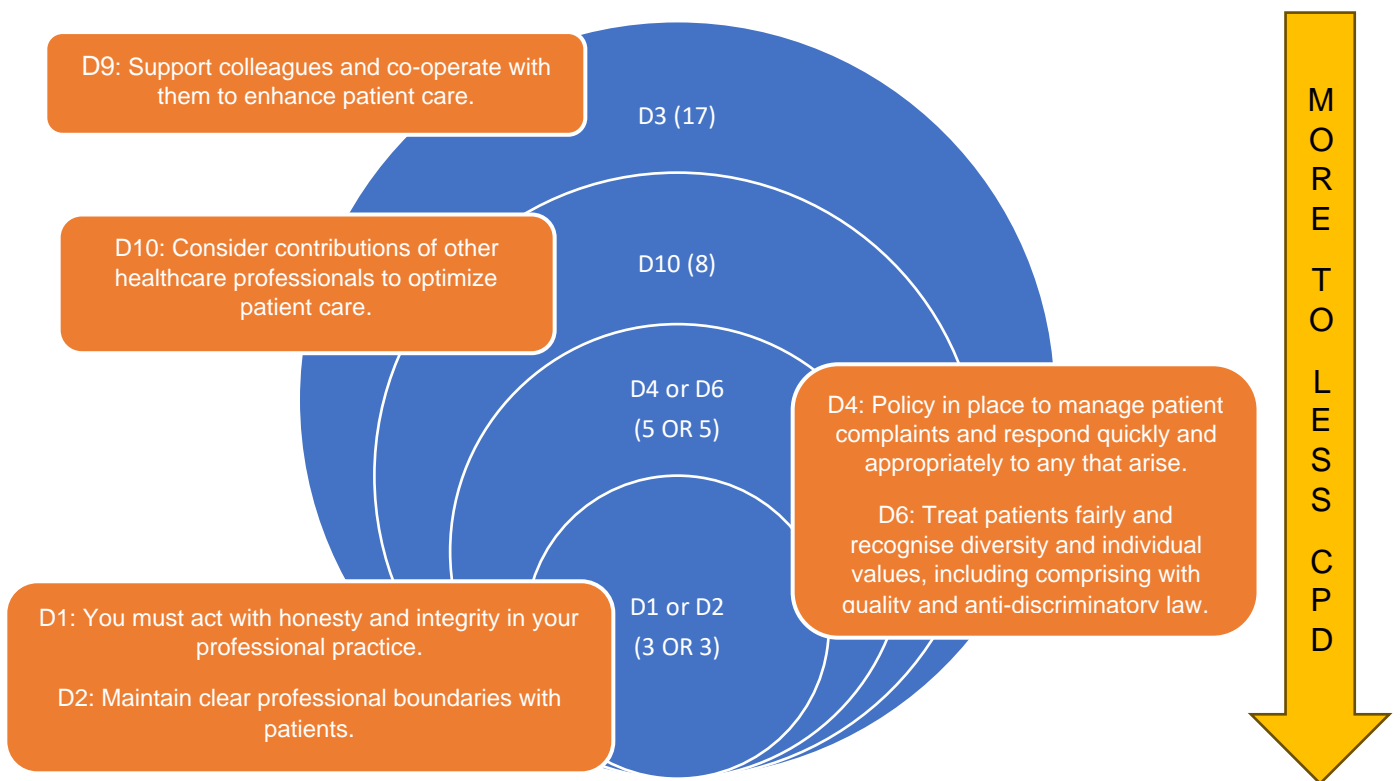 D9: Support colleagues and co-operate with
them to enhance patient care.
D3 (17)
D10: Consider contributions of other
healthcare professionals to optimize
patient care.
D10 (8)
D4 or D6
(5 OR 5)
D4: Policy in place to manage patient
complaints and respond quickly and
appropriately to any that arise.
D6: Treat patients fairly and
recognise diversity and individual
values, including comprising with
quality and anti-discriminatory law.
D1: You must act with honesty and integrity in your
professional practice.
D2: Maintain clear professional boundaries with
patients.
D1 or D2
(3 OR 3)
MORE TO LESS CPD